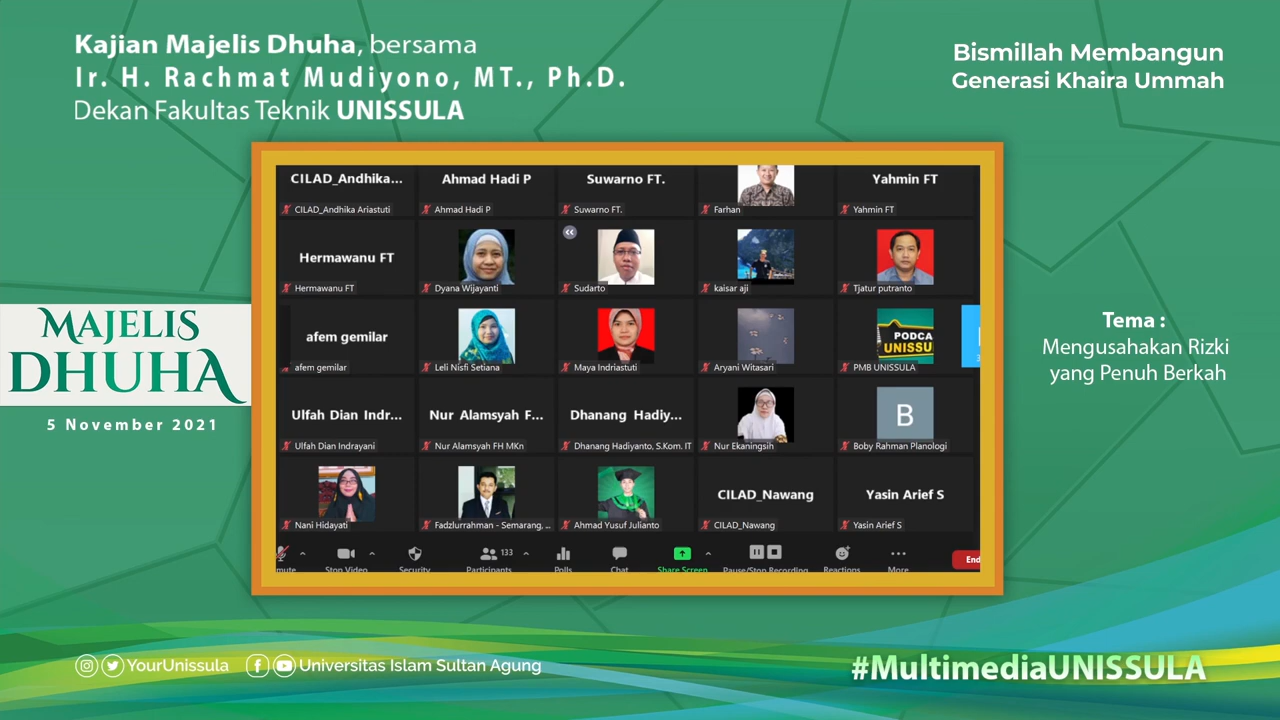 Kajian Majelis Dhuha, bersama
Ir. H. Rachmat Mudiyono, MT., Ph.D.
Dekan Fakultas Teknik UNISSULA
Bismillah Membangun
Generasi Khaira Ummah
MAJELIS
DHUHA
5 November 2021
CILAD_Andhika...
Ahmad Hadi P
Suwarno FT.
Yahmin FT
CILAD_Andhika Ariastuti
Ahmad Hadi P
Suwarno FT.
Farhan
Yahmin FT
Hermawanu FT
Hermawanu FT
Dyana Wijayanti
Sudarto
kaisar aji
Tjatur putranto
afem gemilar
PODCA
UNISSU
afem gemilar
Leli Nisfi Setiana
Maya Indriastuti
Aryani Witasari
PMB UNISSULA
Ulfah Dian Indr...
Nur Alamsyah F...
Dhanang Hadiy...
B
Ulfah Dian Indrayani
Nur Alamsyah FH MKn
Dhanang Hadiyanto, S.Kom. IT
Nur Ekaningsih
Boby Rahman Planologi
CILAD_Nawang
Yasin Arief S
Nani Hidayati
Fadzlurrahman - Semarang, ...
Ahmad Yusuf Julianto
CILAD_Nawang
Yasin Arief S
133
End
mute
Stop Video
Security
Participants
Polls
Chat
Share Screen
Pause/Stop Recording
Reactions
More
Tema :
Mengusahakan Rizki
yang Penuh Berkah
YourUnissula
Universitas Islam Sultan Agung
#MultimediaUNISSULA